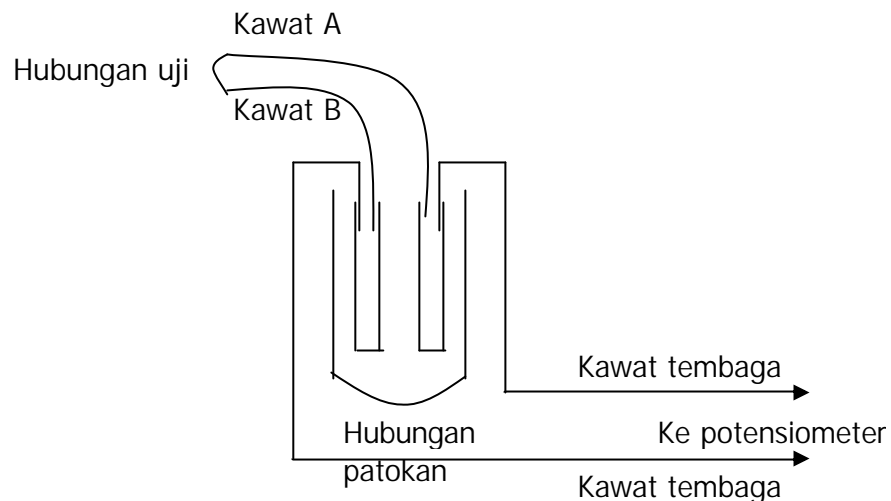 Kawat A
Hubungan uji
Kawat B
Kawat tembaga
Hubungan
patokan
Ke potensiometer
Kawat tembaga